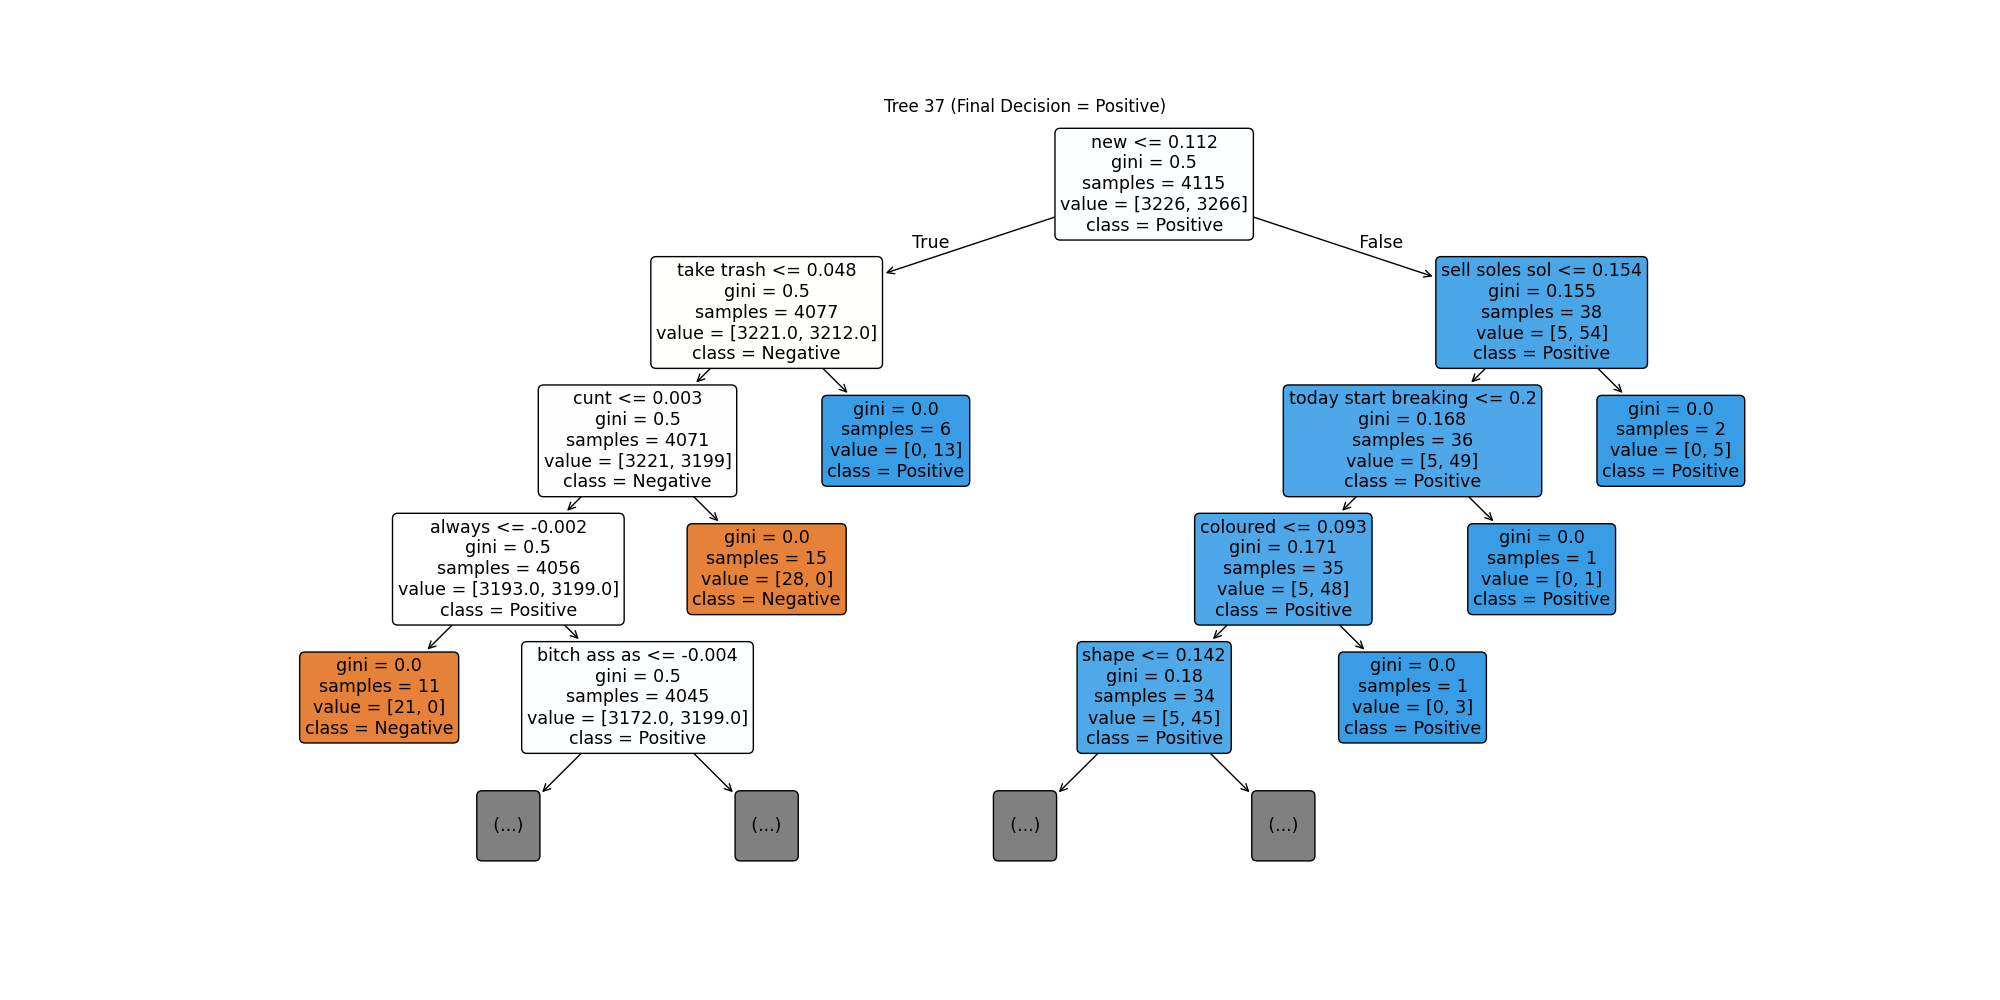 Tree 37 (Final Decision = Positive)
new <= 0.112
gini = 0.5
samples = 4115
value = [3226, 3266]
class = Positive
True
False
take trash <= 0.048
gini = 0.5
samples = 4077
value = [3221.0, 3212.0]
class = Negative
sell soles sol <= 0.154
gini = 0.155
samples = 38
value = [5, 54]
class = Positive
cunt <= 0.003
gini = 0.5
samples = 4071
value = [3221, 3199]
class = Negative
gini = 0.0
samples = 6
value = [0, 13]
class = Positive
today start breaking <= 0.2
gini = 0.168
samples = 36
value = [5, 49]
class = Positive
gini = 0.0
samples = 2
value = [0, 5]
class = Positive
always <= -0.002
gini = 0.5
samples = 4056
value = [3193.0, 3199.0]
class = Positive
gini = 0.0
samples = 15
value = [28, 0]
class = Negative
coloured <= 0.093
gini = 0.171
samples = 35
value = [5, 48]
class = Positive
gini = 0.0
samples = 1
value = [0, 1]
class = Positive
gini = 0.0
samples = 11
value = [21, 0]
class = Negative
bitch ass as <= -0.004
gini = 0.5
samples = 4045
value = [3172.0, 3199.0]
class = Positive
shape <= 0.142
gini = 0.18
samples = 34
value = [5, 45]
class = Positive
gini = 0.0
samples = 1
value = [0, 3]
class = Positive
(...)
(...)
(...)
(...)